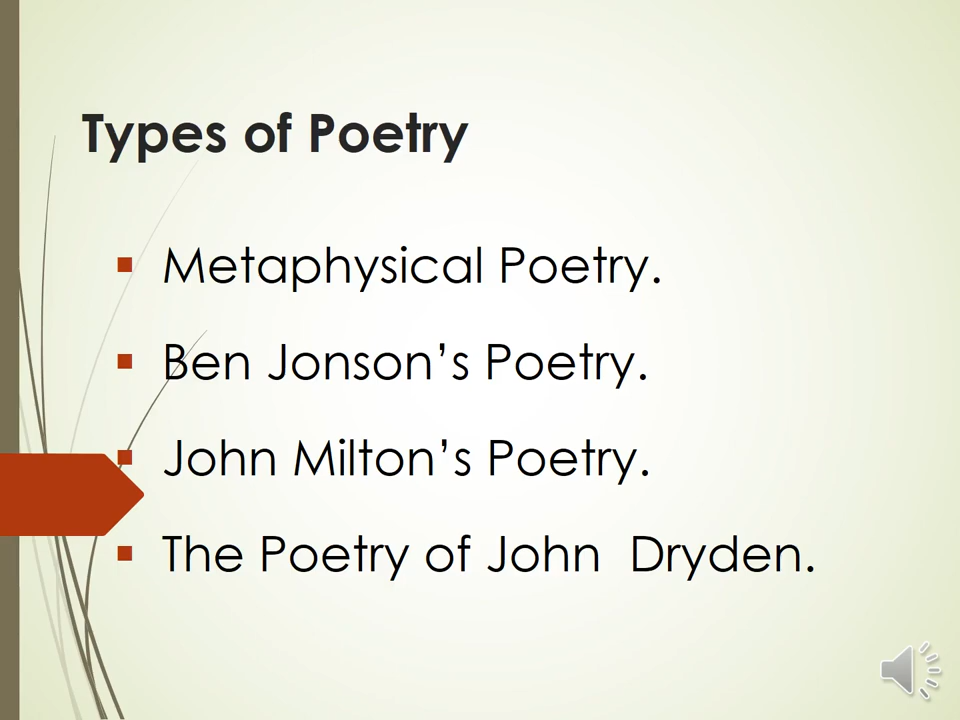 Types of Poetry
▪ Metaphysical Poetry.
▪ Ben Jonson’s Poetry.
▪ John Milton’s Poetry.
▪ The Poetry of John  Dryden.